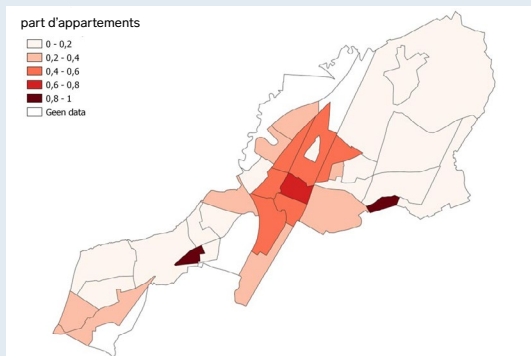 part d'appartements
0 - 0,2
0,2 - 0,4
0,4 - 0,6
0,6 - 0,8
0,8 - 1
Geen data